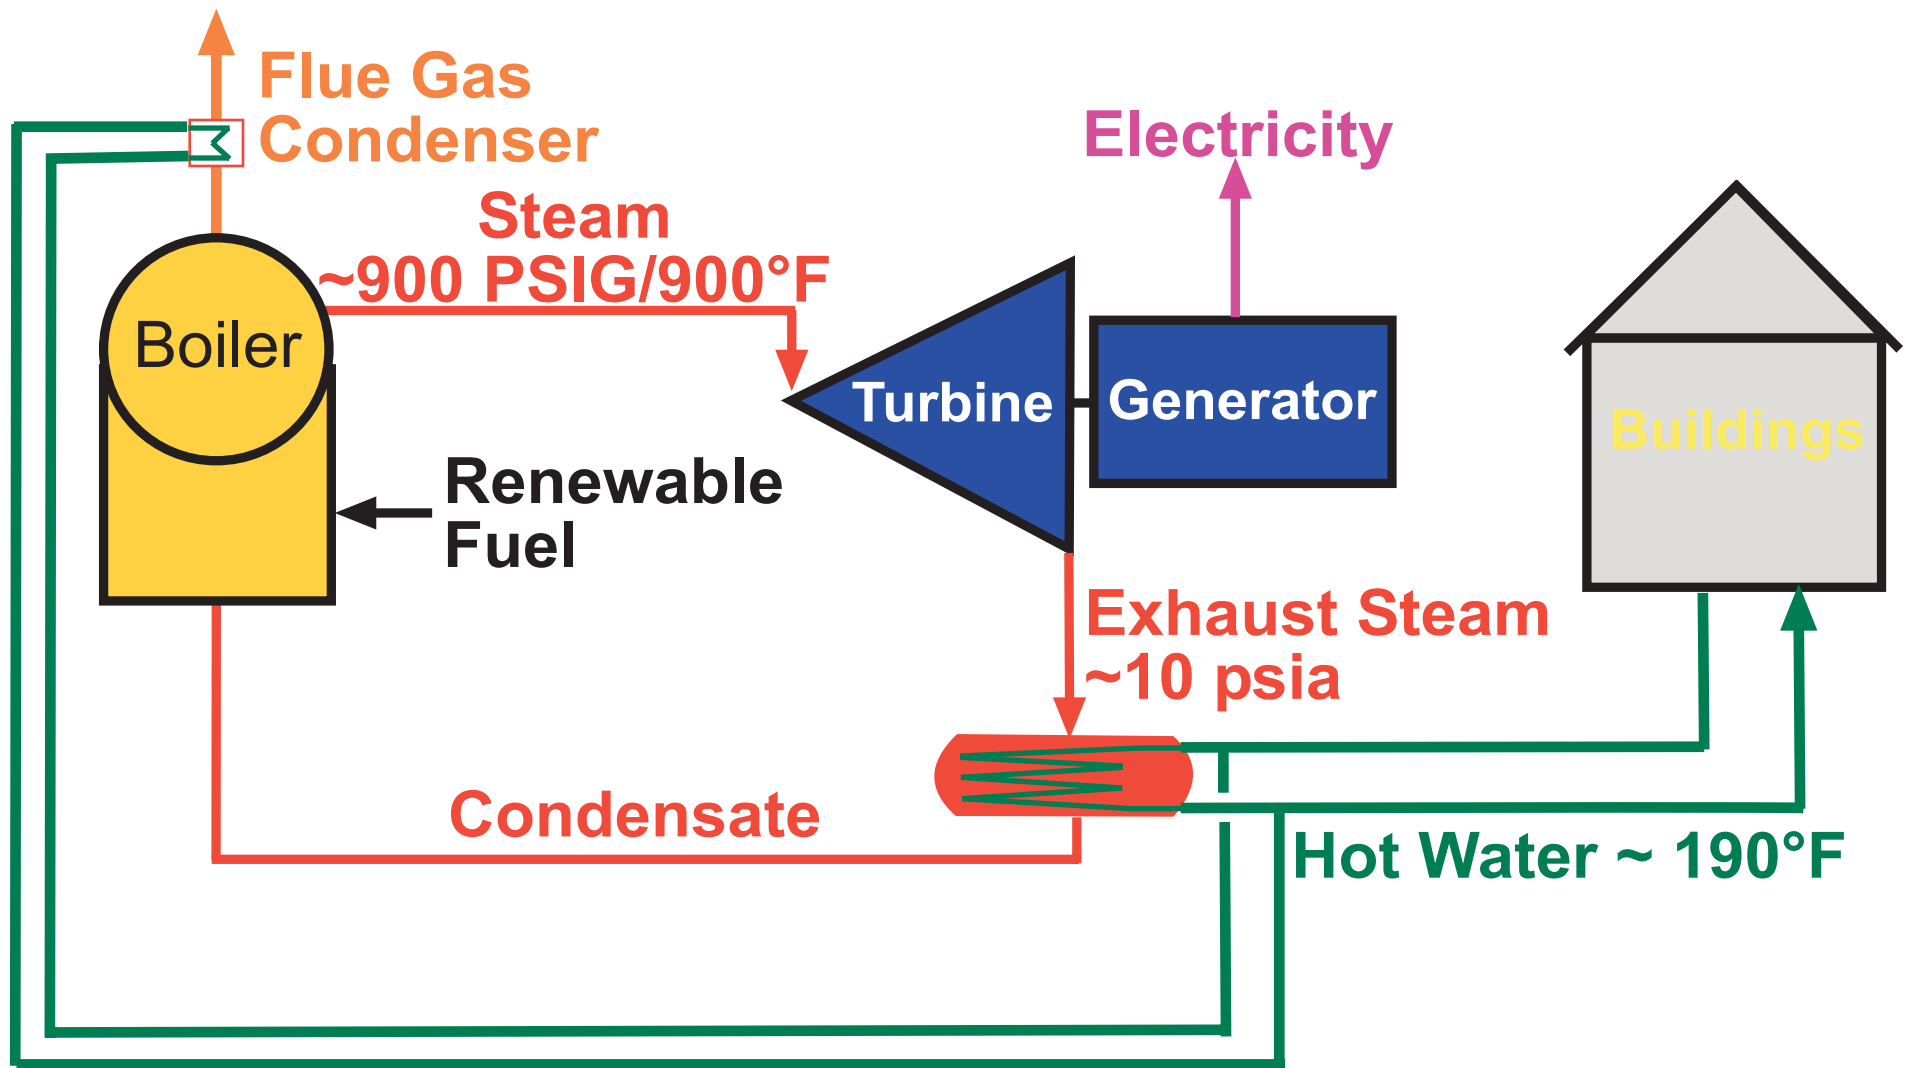 Flue Gas
Condenser
Electricity
Steam
~900 PSIG/900°F
Boiler
Turbine
Generator
Buildings
Renewable
Fuel
Exhaust Steam
~10 psia
Condensate
Hot Water ~ 190°F